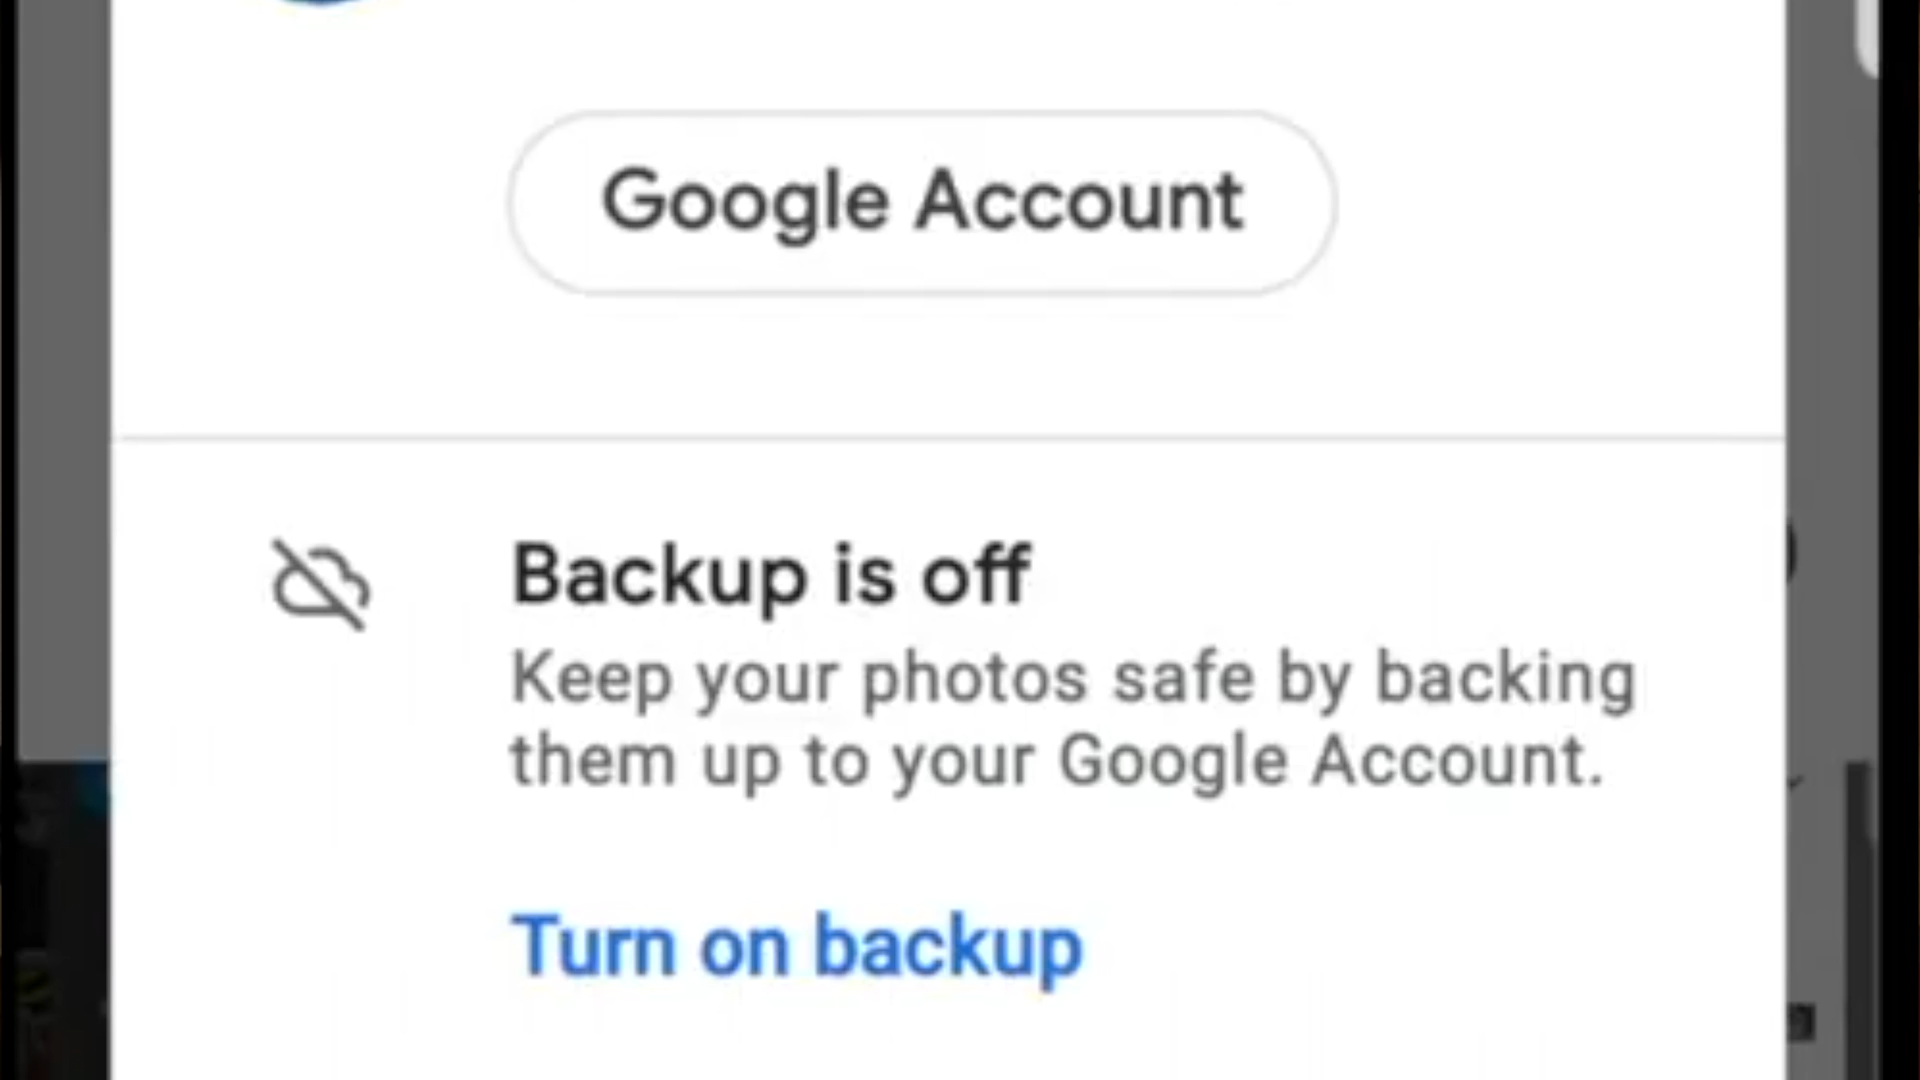 Google Account
Backup is off
Keep your photos safe by backing
them up to your Google Account.
Turn on backup